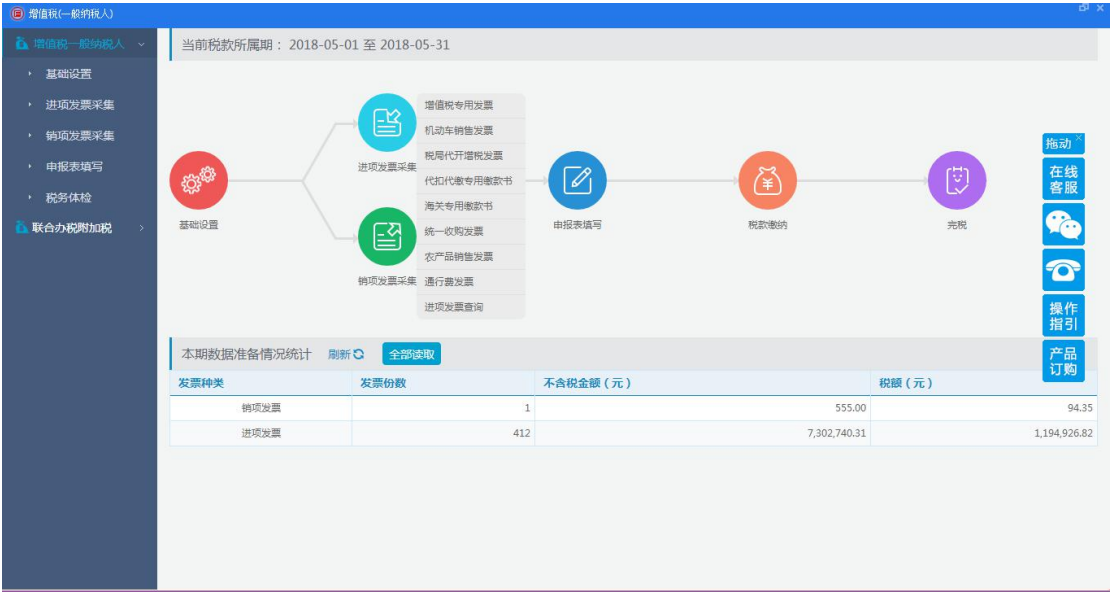 增值税(一般纳税人)
增值税一般纳税人
基础设置
进项发票采集
销项发票采集
申报表填写
税务体检
联合办税附加税
当前税款所属期： 2018-05-01 至 2018-05-31
基础设置
进项发票采集
销项发票采集
增值税专用发票
机动车销售发票
税局代开增税发票
代扣代缴专用缴款书
海关专用缴款书
统一收购发票
农产品销售发票
通行费发票
进项发票查询
申报表填写
税款缴纳
完税
拖动
在线
客服
操作
指引
产品
订购
本期数据准备情况统计 刷新 全部读取
发票种类 发票份数 不含税金额（元） 税额（元）
销项发票 1 555.00 94.35
进项发票 412 7,302,740.31 1,194,926.82